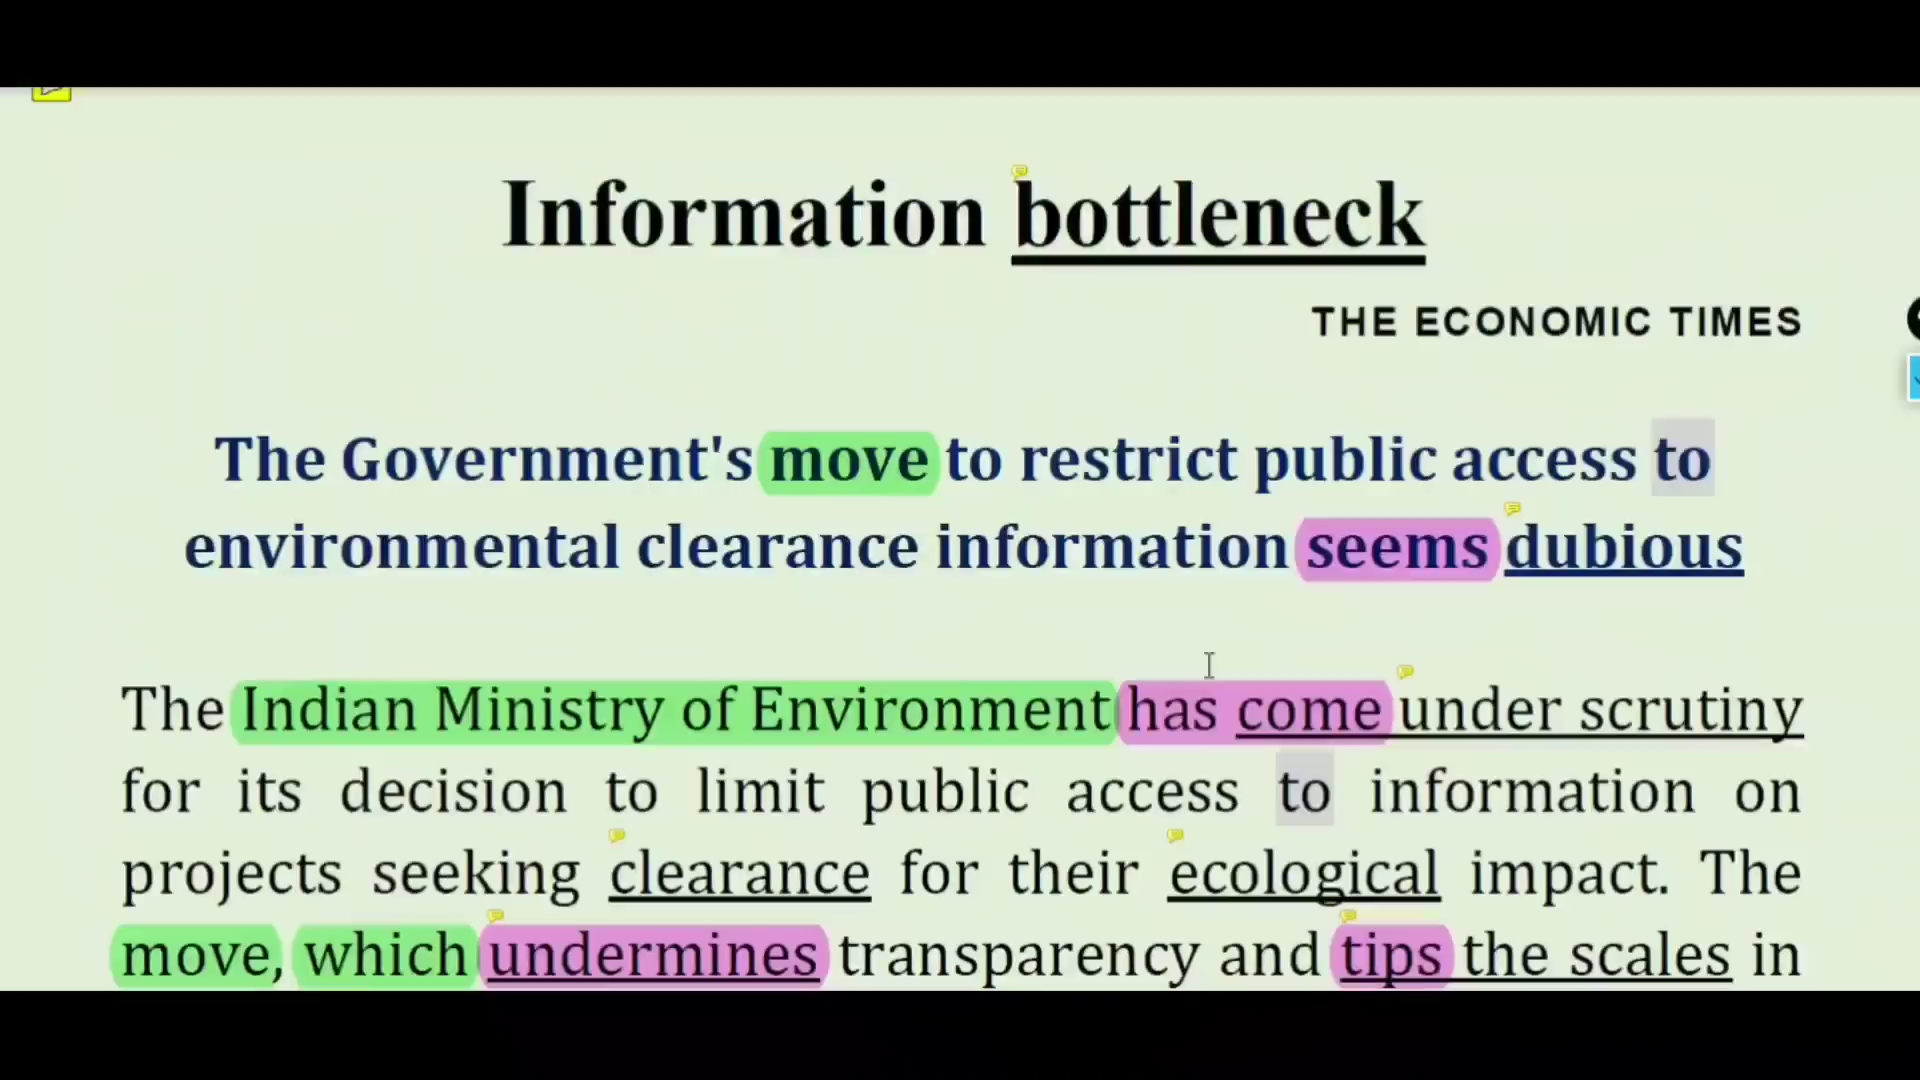 Information bottleneck
THE ECONOMIC TIMES
The Government's move to restrict public access to
environmental clearance information seems dubious
The Indian Ministry of Environment has come under scrutiny
for its decision to limit public access to information on
projects seeking clearance for their ecological impact. The
move, which undermines transparency and tips the scales in